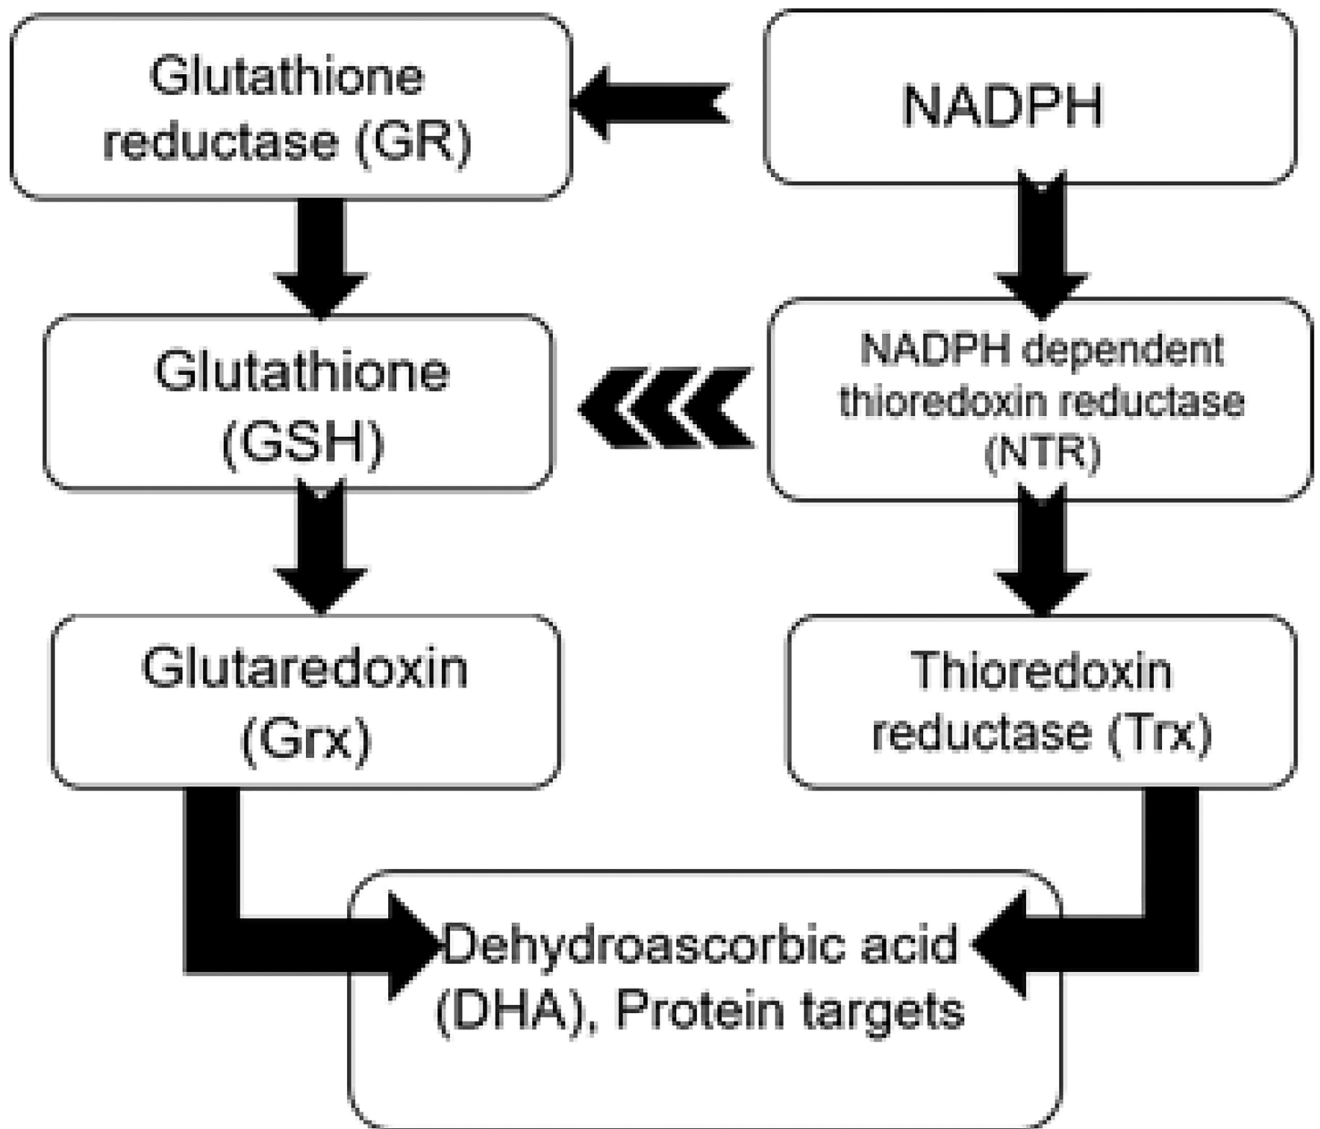 Glutathione
reductase (GR)
NADPH
Glutathione
(GSH)
NADPH dependent
thioredoxin reductase
(NTR)
Glutaredoxin
(Grx)
Thioredoxin
reductase (Trx)
Dehydroascorbic acid
(DHA), Protein targets